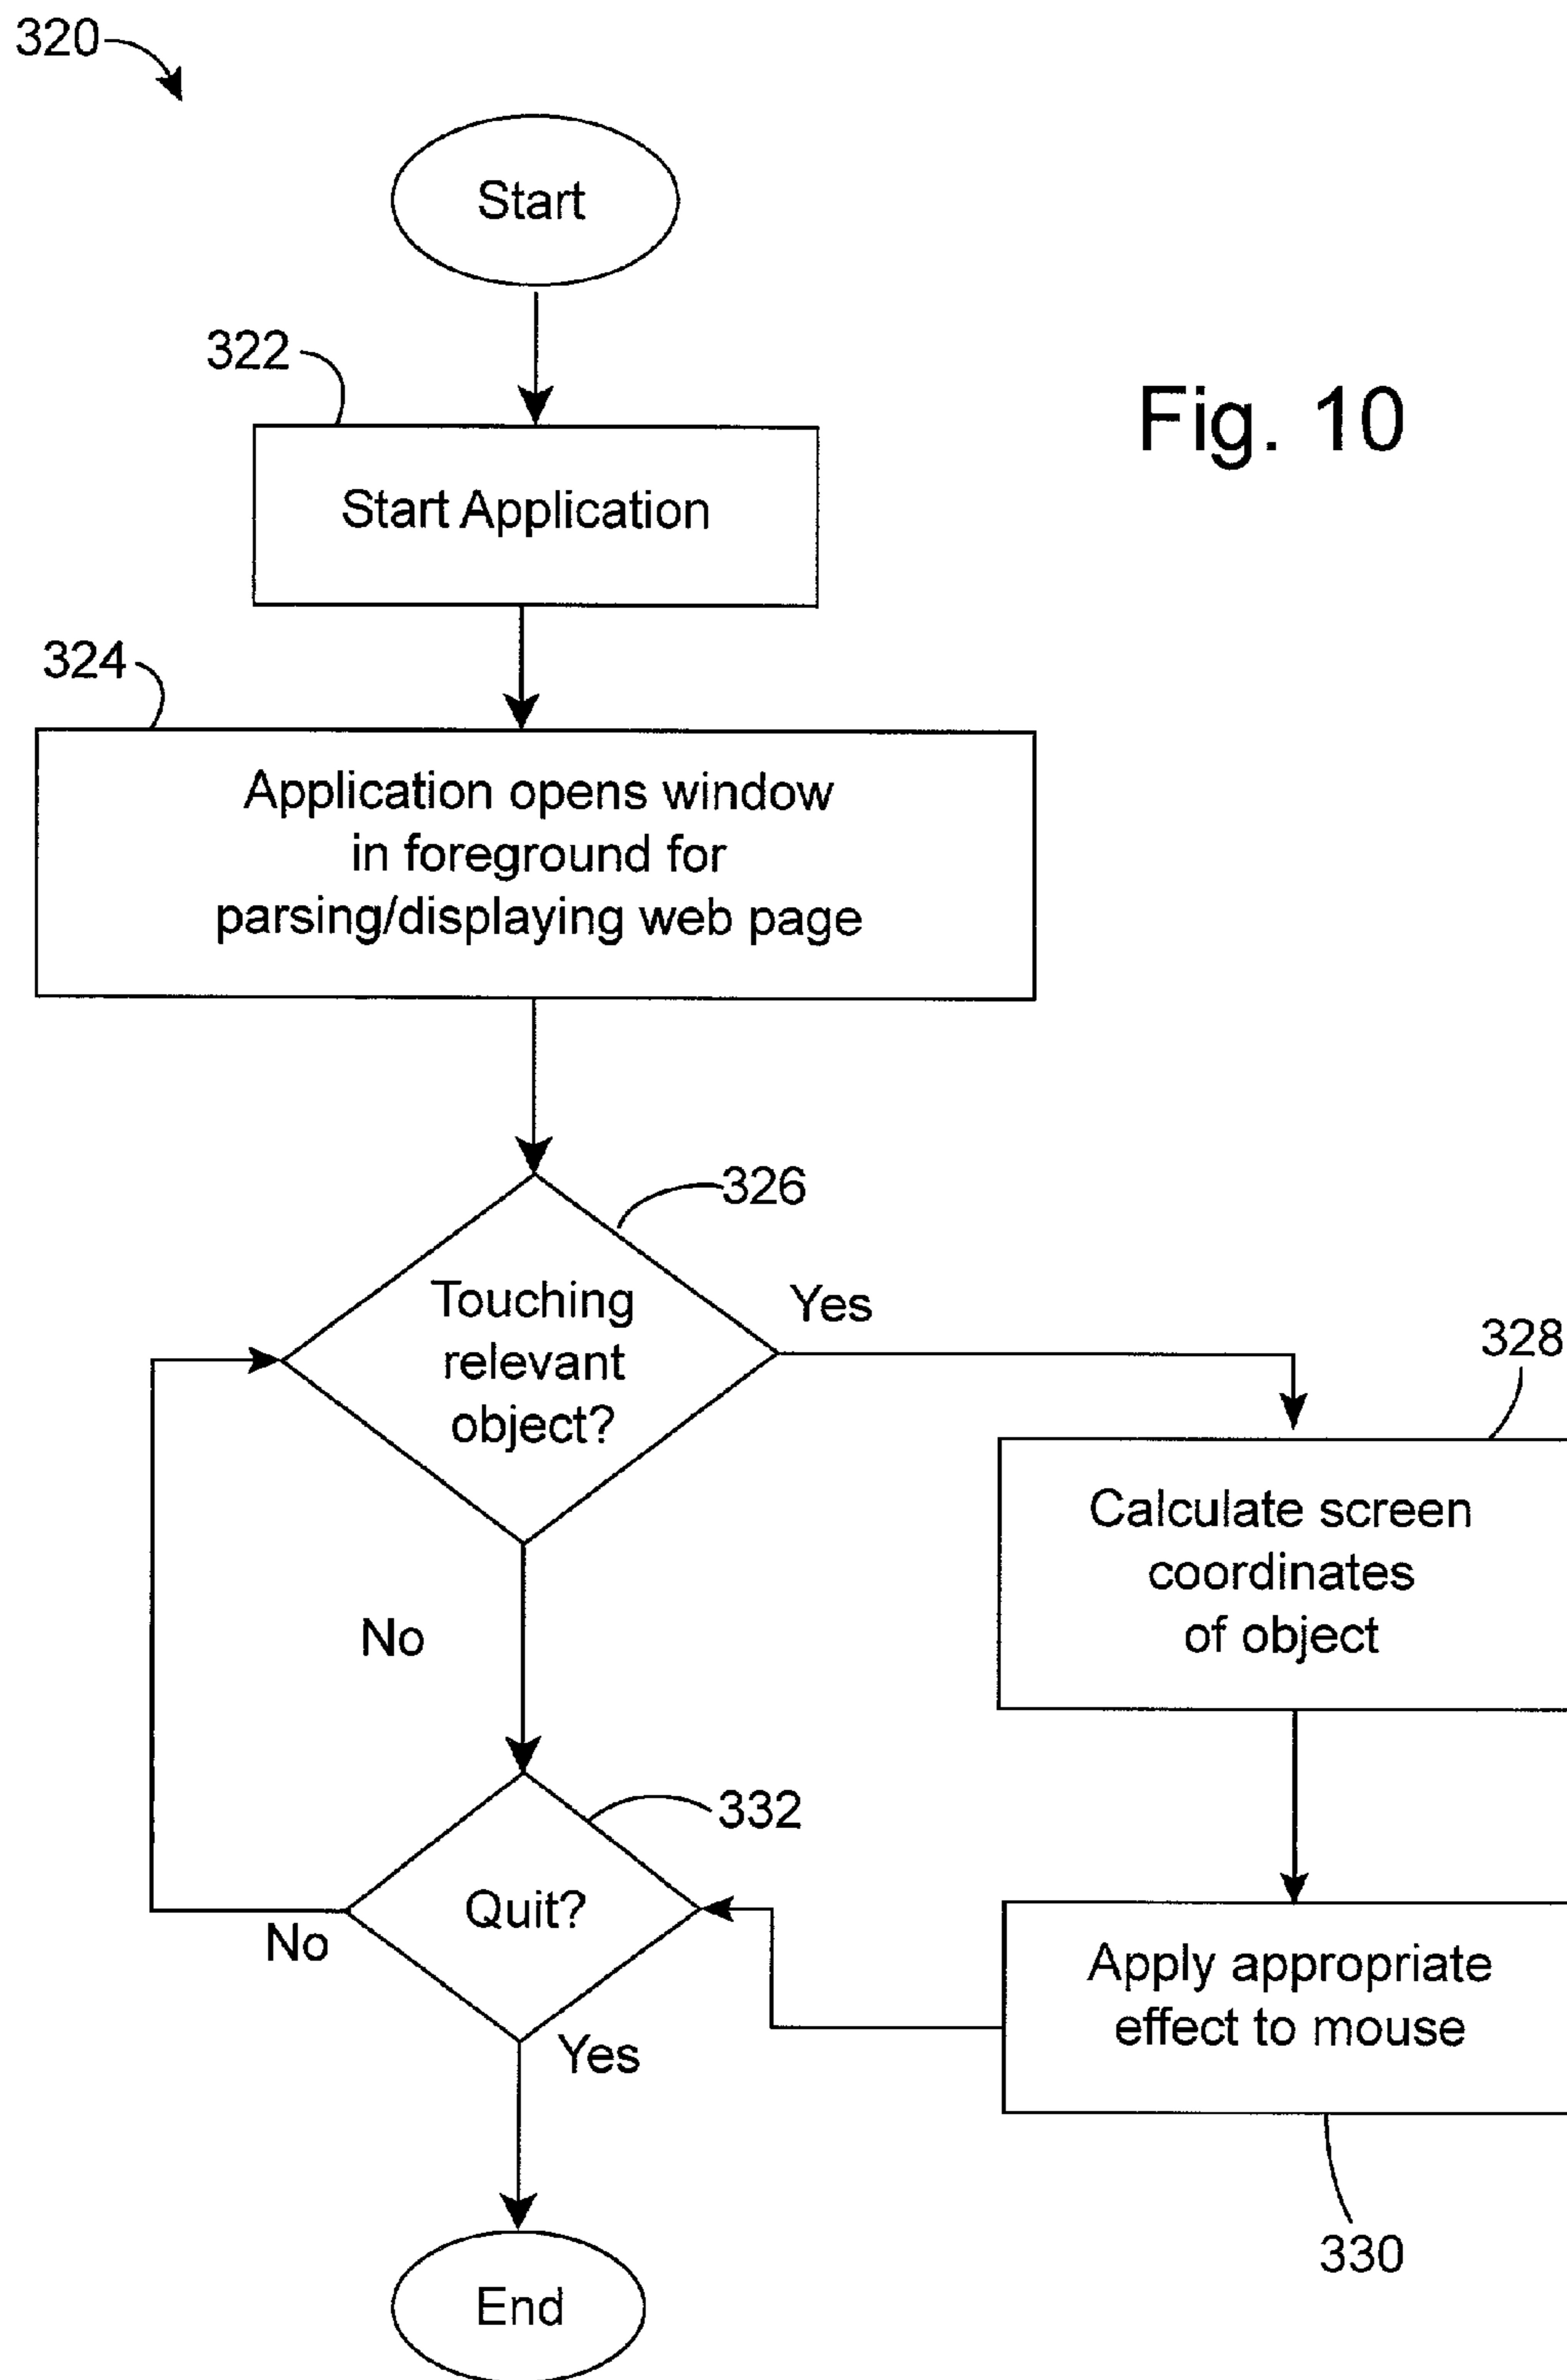 320
Start
322
Fig. 10
Start Application
324
Application opens window
in foreground for
parsing/displaying web page
326
Touching
relevant
object?
Yes
328
Calculate screen
coordinates
of object
No
332
Quit?
No
Apply appropriate
effect to mouse
Yes
330
End